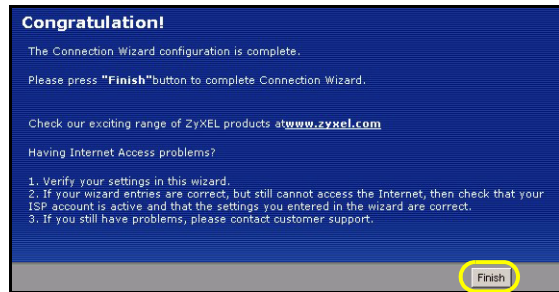 Congratulation!
The Connection Wizard configuration is complete.
Please press "Finish"button to complete Connection Wizard.
Check our exciting range of ZyXEL products atwww.zyxel.com
Having Internet Access problems?
1. Verify your settings in this wizard.
2. If your wizard entries are correct, but still cannot access the Internet, then check that your
ISP account is active and that the settings you entered in the wizard are correct.
3. If you still have problems, please contact customer support.
Finish